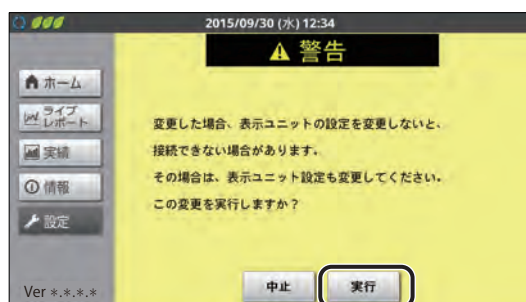 2015/09/30 (水) 12:34
警告
ホーム
ライブ
レポート
実績
情報
設定
変更した場合、表示ユニットの設定を変更しないと、
接続できない場合があります。
その場合は、表示ユニット設定も変更してください。
この変更を実行しますか？
中止
実行
Ver *.*.*.*